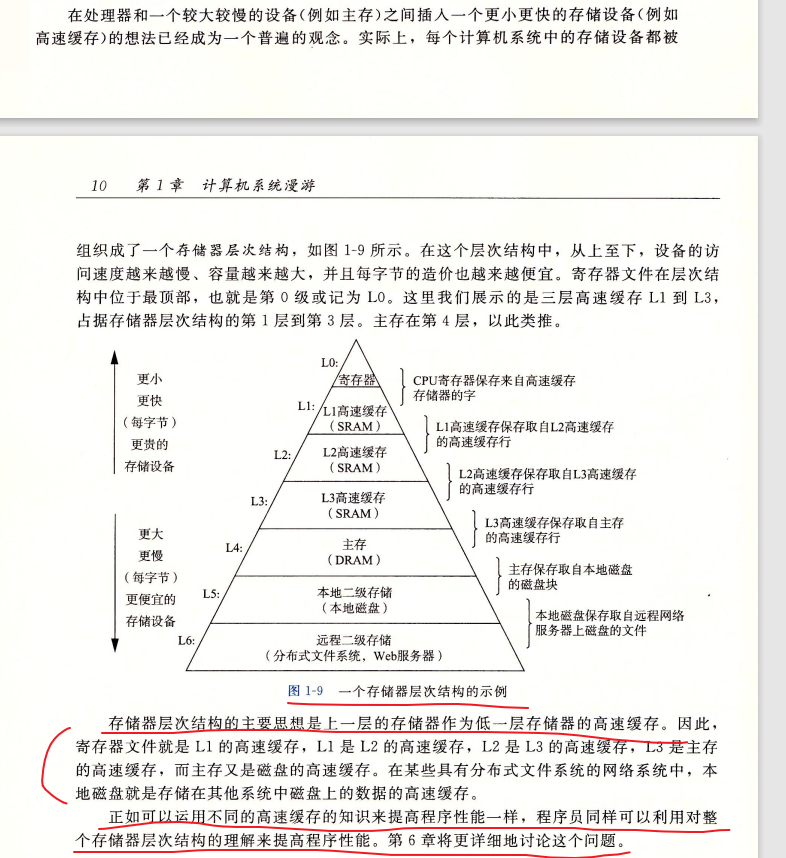 在处理器和一个较大较慢的设备(例如主存)之间插入一个更小更快的存储设备(例如
高速缓存)的想法已经成为一个普遍的观念。实际上，每个计算机系统中的存储设备都被
10 第1章 计算机系统漫游
组织成了一个存储器层次结构，如图 1-9 所示。在这个层次结构中，从上至下，设备的访
问速度越来越慢、容量越来越大，并且每字节的造价也越来越便宜。寄存器文件在层次结
构中位于最顶部，也就是第 0 级或记为 L0。这里我们展示的是三层高速缓存 L1 到 L3，
占据存储器层次结构的第 1 层到第 3 层。主存在第 4 层，以此类推。
更小
更快
（每字节）
更贵的
存储设备
更大
更慢
（每字节）
更便宜的
存储设备
L0:
寄存器
CPU寄存器保存来自高速缓存
存储器的字
L1:
L1高速缓存
（SRAM）
L1高速缓存保存取自L2高速缓存
的高速缓存行
L2:
L2高速缓存
（SRAM）
L2高速缓存保存取自L3高速缓存
的高速缓存行
L3:
L3高速缓存
（SRAM）
L3高速缓存保存取自主存
的高速缓存行
L4:
主存
（DRAM）
主存保存取自本地磁盘
的磁盘块
L5:
本地二级存储
（本地磁盘）
本地磁盘保存取自远程网络
服务器上磁盘的文件
L6:
远程二级存储
（分布式文件系统，Web服务器）
图 1-9 一个存储器层次结构的示例
存储器层次结构的主要思想是上一层的存储器作为低一层存储器的高速缓存。因此，
寄存器文件就是 L1 的高速缓存，L1 是 L2 的高速缓存，L2 是 L3 的高速缓存，L3 是主存
的高速缓存，而主存又是磁盘的高速缓存。在某些具有分布式文件系统的网络系统中，本
地磁盘就是存储在其他系统中磁盘上的数据的高速缓存。
正如可以运用不同的高速缓存的知识来提高程序性能一样，程序员同样可以利用对整
个存储器层次结构的理解来提高程序性能。第 6 章将更详细地讨论这个问题。